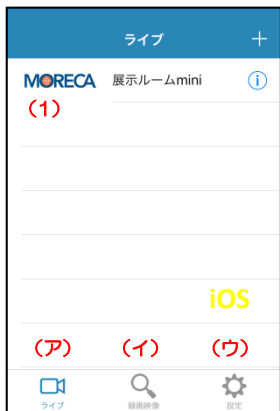 ライブ +
MORECA 展示ルームmini i
(1)
iOS
(ア) (イ) (ウ)
ライブ 録画映像 設定